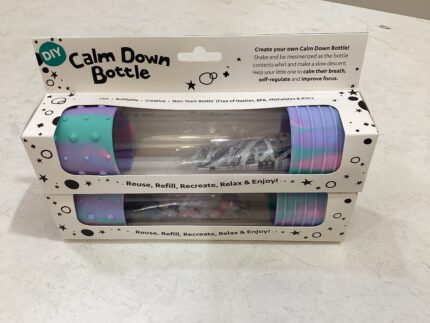 DIY
Calm Down
Bottle
Create your own Calm Down Bottle!
Shake and be mesmerized as the bottle
contents whirl and make a slow descent
Help your little one to calm their breath,
self-regulate and improve focus.
Fun • Refillable • Creative • Non-Toxic Bottle* (Free of Nasties, BPA, Phthalates & PVC)
Reuse, Refill, Recreate, Relax & Enjoy!
Reuse, Refill, Recreate, Relax & Enjoy!